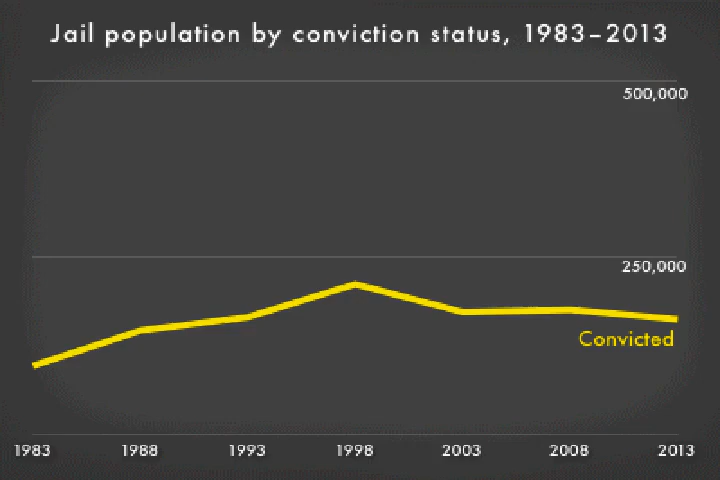 Jail population by conviction status, 1983–2013
500,000
250,000
Convicted
1983 1988 1993 1998 2003 2008 2013